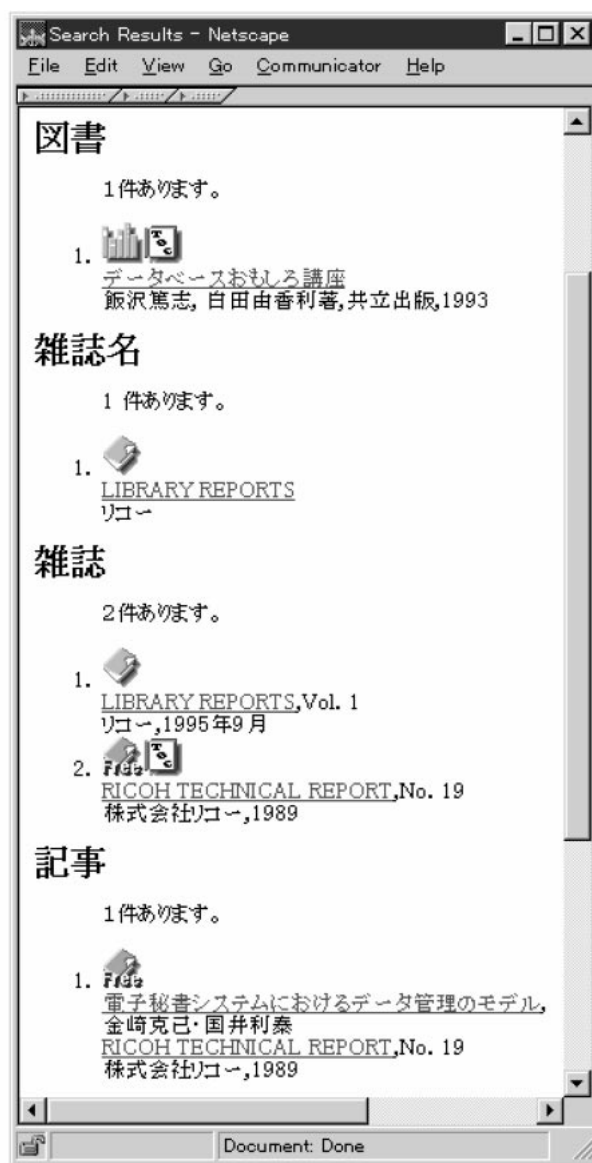 Search Results - Netscape
File Edit View Go Communicator Help
図書
1件あります。
1.
Toc
データベースおもしろ講座
飯沢篤志, 白田由香利著,共立出版,1993
雑誌名
1 件あります。
1.
LIBRARY REPORTS
リコー
雑誌
2件あります。
1.
LIBRARY REPORTS,Vol. 1
リコー,1995年9月
2. Free Toc
RICOH TECHNICAL REPORT,No. 19
株式会社リコー,1989
記事
1件あります。
1. Free
電子秘書システムにおけるデータ管理のモデル,
金崎克己・国井利泰
RICOH TECHNICAL REPORT,No. 19
株式会社リコー,1989
Document: Done